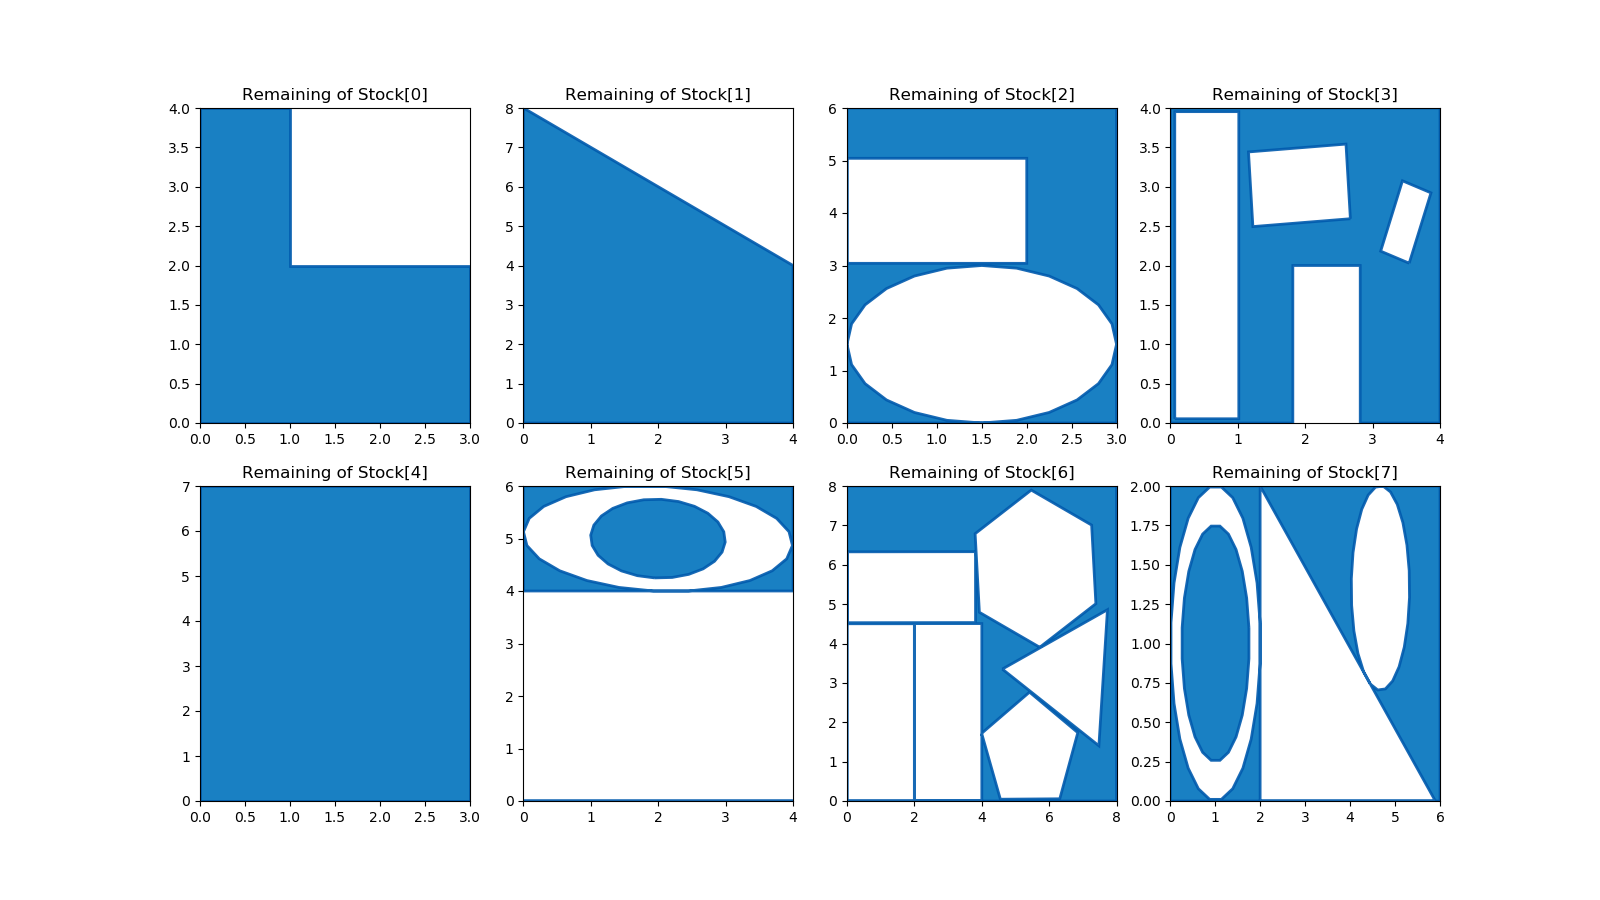 Remaining of Stock[0] Remaining of Stock[1] Remaining of Stock[2] Remaining of Stock[3]
4.0 3.5 3.0 2.5 2.0 1.5 1.0 0.5 0.0
0.0 0.5 1.0 1.5 2.0 2.5 3.0
8 7 6 5 4 3 2 1 0
0 1 2 3 4
6 5 4 3 2 1 0
0.0 0.5 1.0 1.5 2.0 2.5 3.0
4.0 3.5 3.0 2.5 2.0 1.5 1.0 0.5 0.0
0 1 2 3 4
Remaining of Stock[4] Remaining of Stock[5] Remaining of Stock[6] Remaining of Stock[7]
7 6 5 4 3 2 1 0
0.0 0.5 1.0 1.5 2.0 2.5 3.0
6 5 4 3 2 1 0
0 1 2 3 4
8 7 6 5 4 3 2 1 0
0 2 4 6 8
2.00 1.75 1.50 1.25 1.00 0.75 0.50 0.25 0.00
0 1 2 3 4 5 6